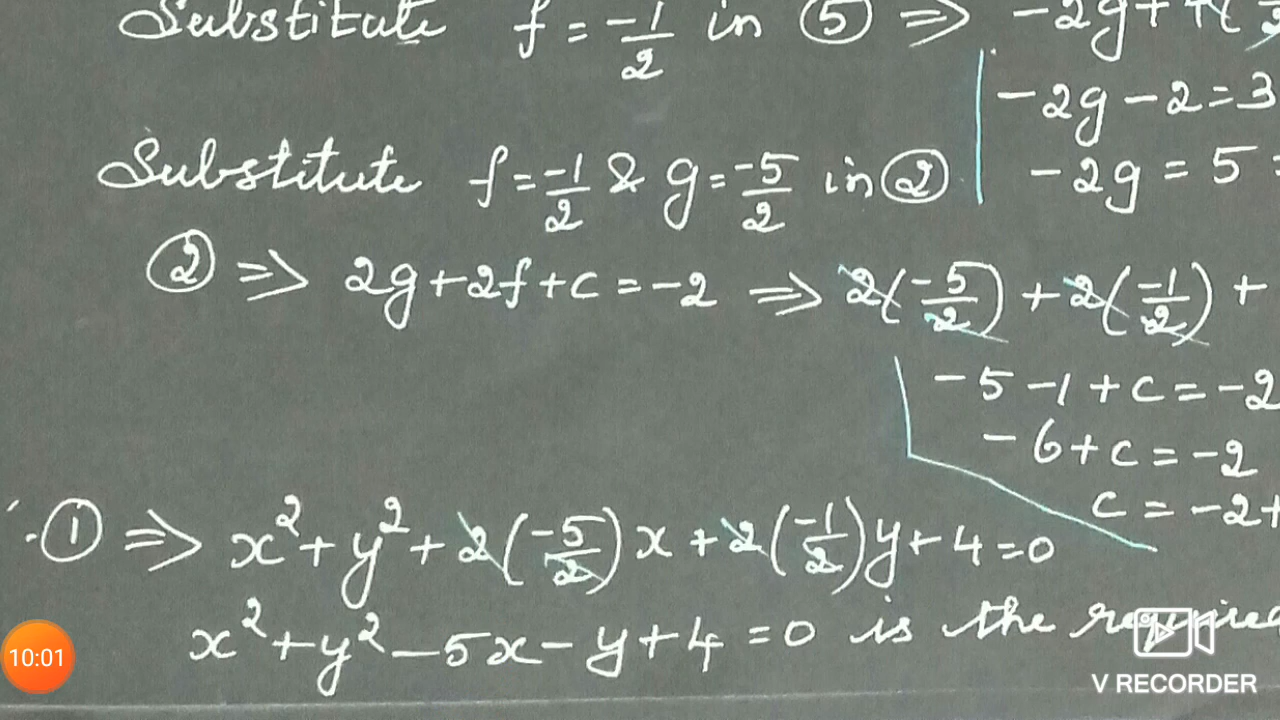 Substitute f = -1/2 in ⑤ ⇒ -2g+4(
-2g-2=3
Substitute f=-1/2 & g=-5/2 in ②
-2g=5=
② ⇒ 2g+2f+c=-2 ⇒ 2(-5/2)+2(-1/2)+
-5-1+c=-2
-6+c=-2
c=-2+
∴ ① ⇒ x²+y²+2(-5/2)x+2(-1/2)y+4=0
x²+y²-5x-y+4=0 is the required
10:01
V RECORDER